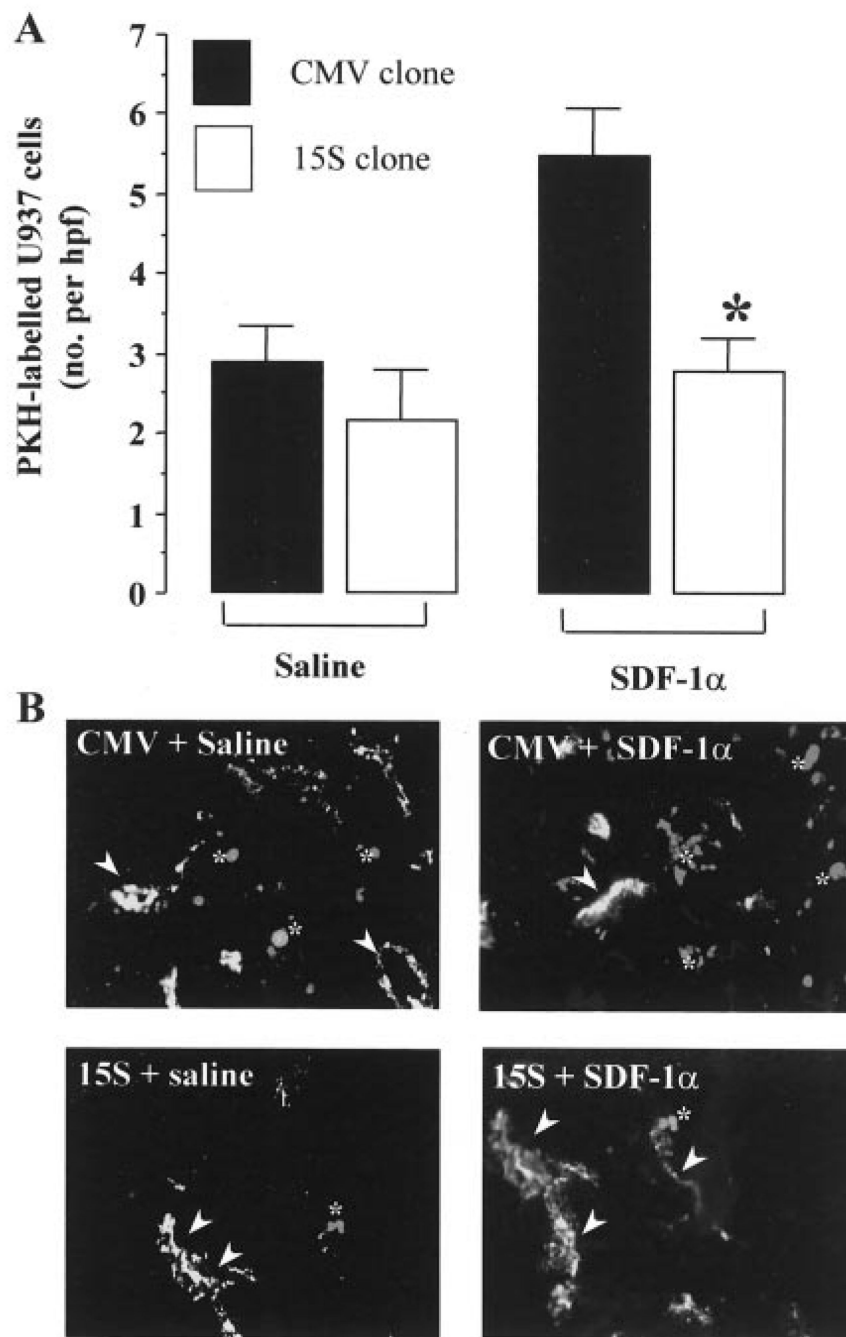 A
7
6
5
4
3
2
1
0
PKH-labelled U937 cells
(no. per hpf)
CMV clone
15S clone
*
Saline
SDF-1α
B
CMV + Saline
*
*
*
CMV + SDF-1α
*
*
*
*
15S + saline
*
15S + SDF-1α
*